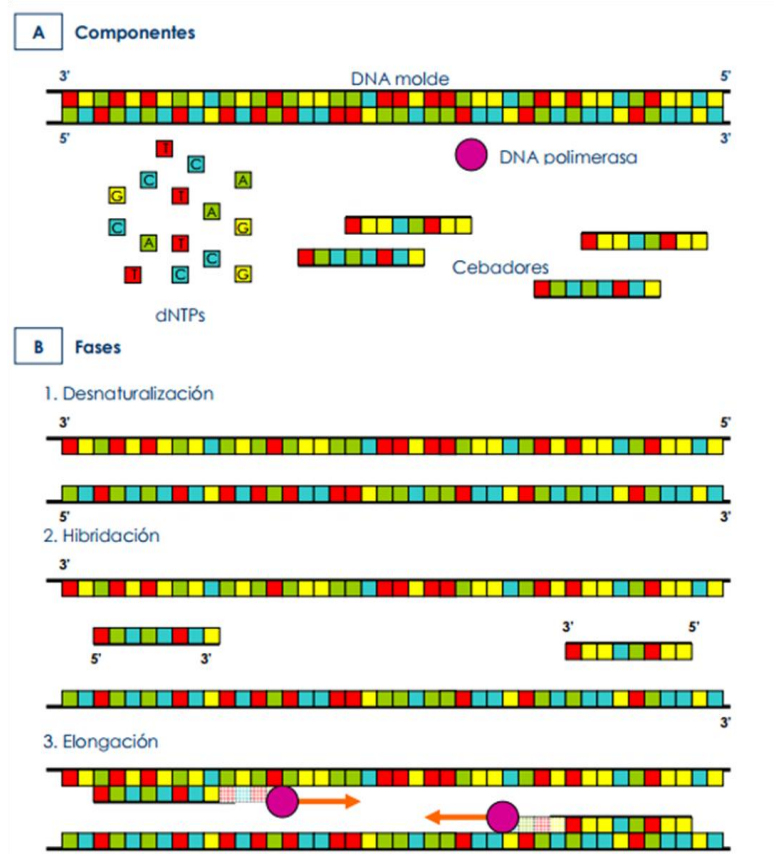 A Componentes
3' DNA molde 5'
5' 3'
DNA polimerasa
T
C
C A
G T
A
C G
A T
C
T C G
Cebadores
dNTPs
B Fases
1. Desnaturalización
3' 5'
5' 3'
2. Hibridación
3'
3' 5'
5' 3'
3'
3. Elongación